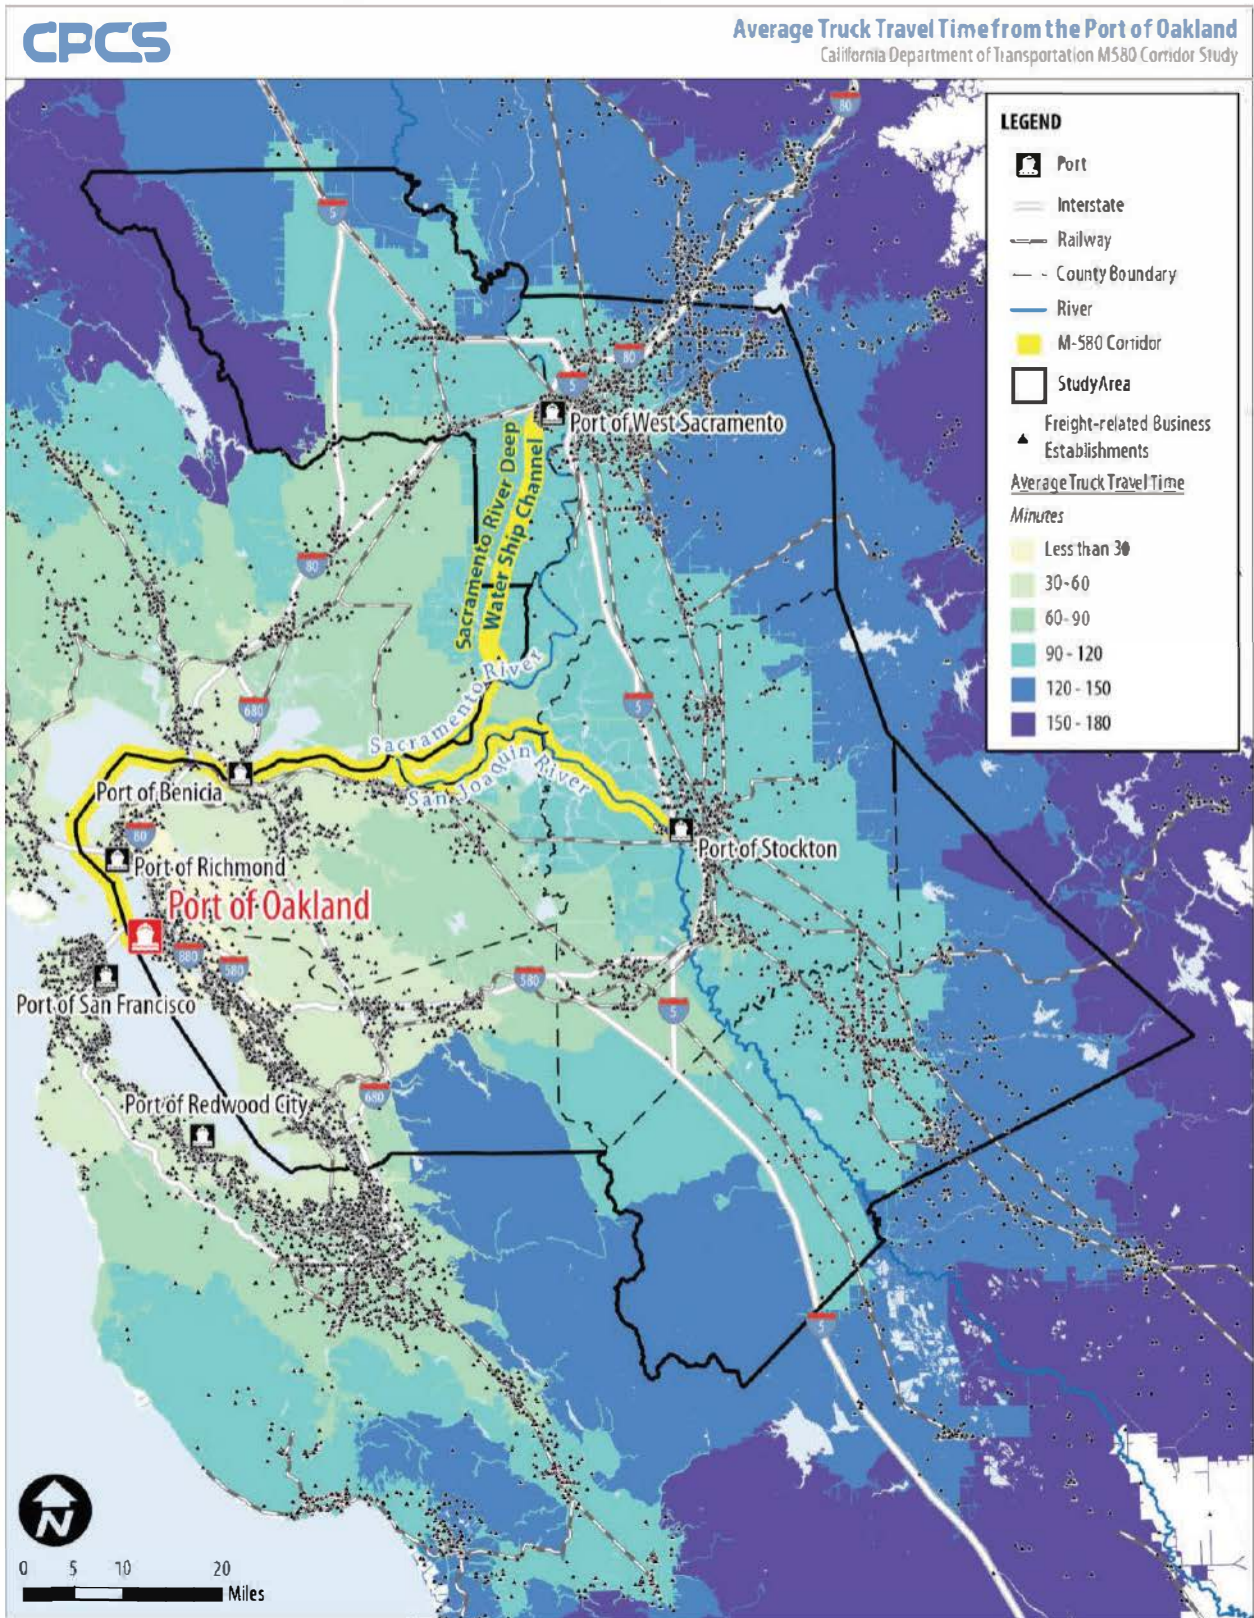 CPCS
Average Truck Travel Time from the Port of Oakland
California Department of Transportation M580 Corridor Study
80
LEGEND
Port
Interstate
Railway
County Boundary
River
M-580 Corridor
Study Area
Freight-related Business
Establishments
Average Truck Travel Time
Minutes
Less than 30
30-60
60-90
90 - 120
120 - 150
150 - 180
5
80
5
Port of West Sacramento
Sacramento River Deep
Water Ship Channel
80
Sacramento River
680
5
San Joaquin River
Port of Benicia
80
Port of Richmond
Port of Stockton
Port of Oakland
880
580
580
Port of San Francisco
5
680
Port of Redwood City
5
N
0 5 10 20
Miles